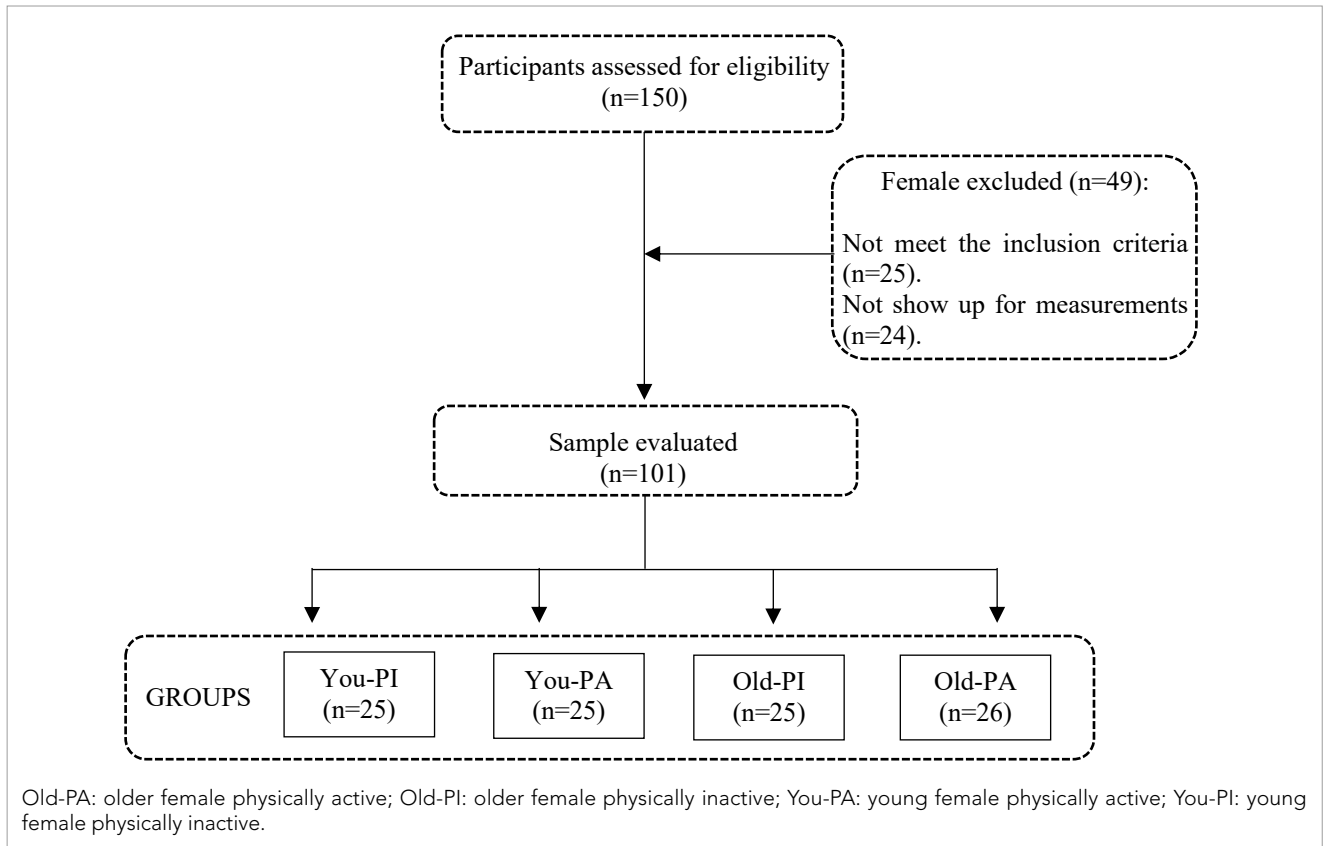 Participants assessed for eligibility
(n=150)
Female excluded (n=49):
Not meet the inclusion criteria
(n=25).
Not show up for measurements
(n=24).
Sample evaluated
(n=101)
GROUPS
You-PI
(n=25)
You-PA
(n=25)
Old-PI
(n=25)
Old-PA
(n=26)
Old-PA: older female physically active; Old-PI: older female physically inactive; You-PA: young female physically active; You-PI: young
female physically inactive.